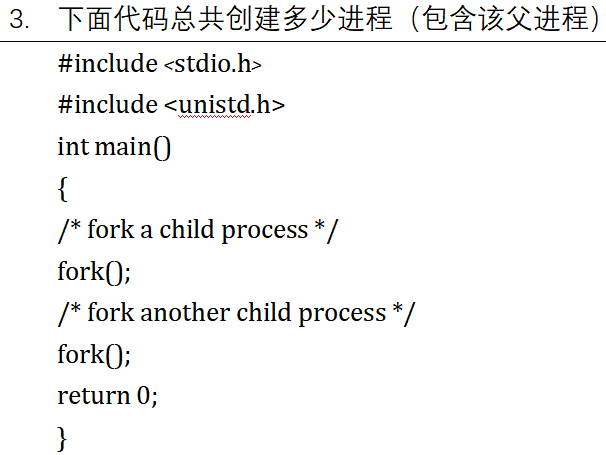 3. 下面代码总共创建多少进程（包含该父进程）
#include <stdio.h>
#include <unistd.h>
int main()
{
/* fork a child process */
fork();
/* fork another child process */
fork();
return 0;
}